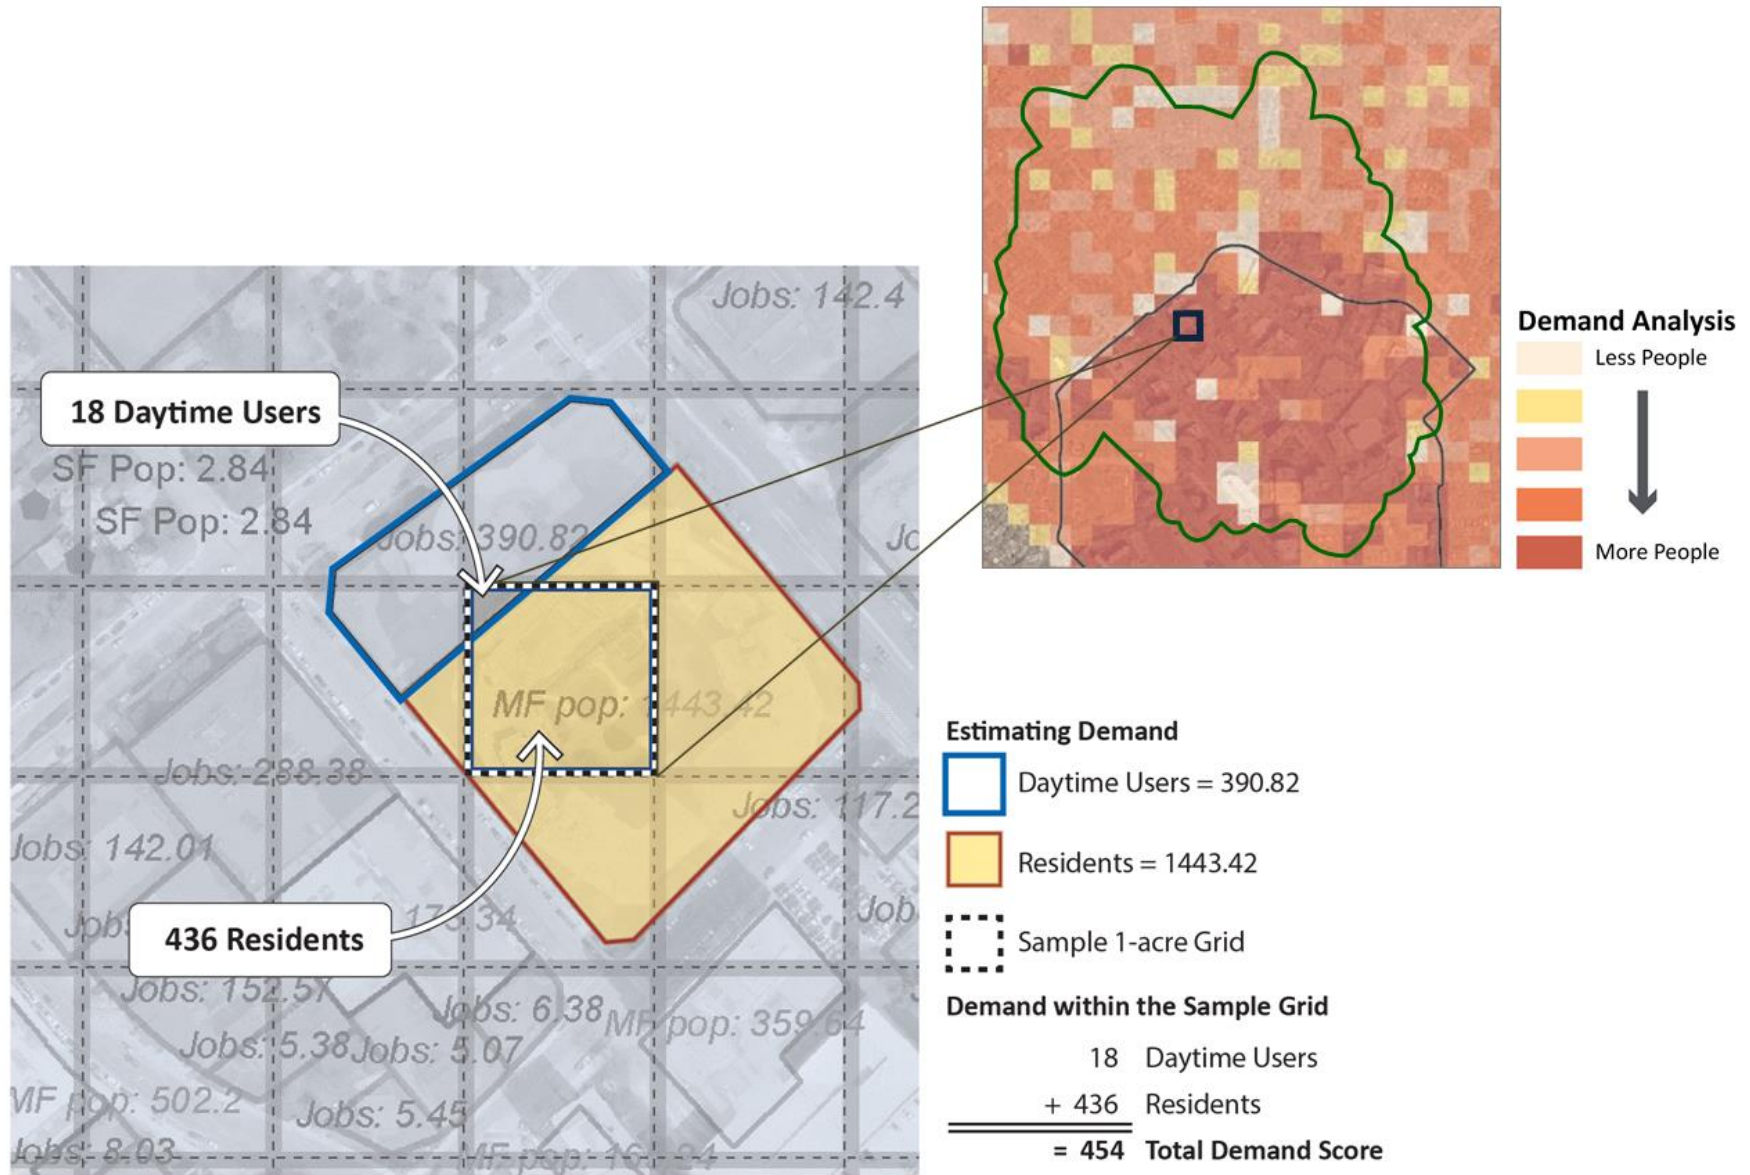 Jobs: 142.4
18 Daytime Users
SF Pop: 2.84
SF Pop: 2.84
Jobs: 390.82
MF pop: 1443.42
Jobs: 288.38
Jobs: 117.2
Jobs: 142.01
436 Residents
Jobs: 152.57
Jobs: 6.38
MF pop: 359.64
Jobs: 5.38
Jobs: 5.07
MF pop: 502.2
Jobs: 5.45
Jobs: 8.03
Demand Analysis
Less People
More People
Estimating Demand
Daytime Users = 390.82
Residents = 1443.42
Sample 1-acre Grid
Demand within the Sample Grid
18 Daytime Users
+ 436 Residents
= 454 Total Demand Score